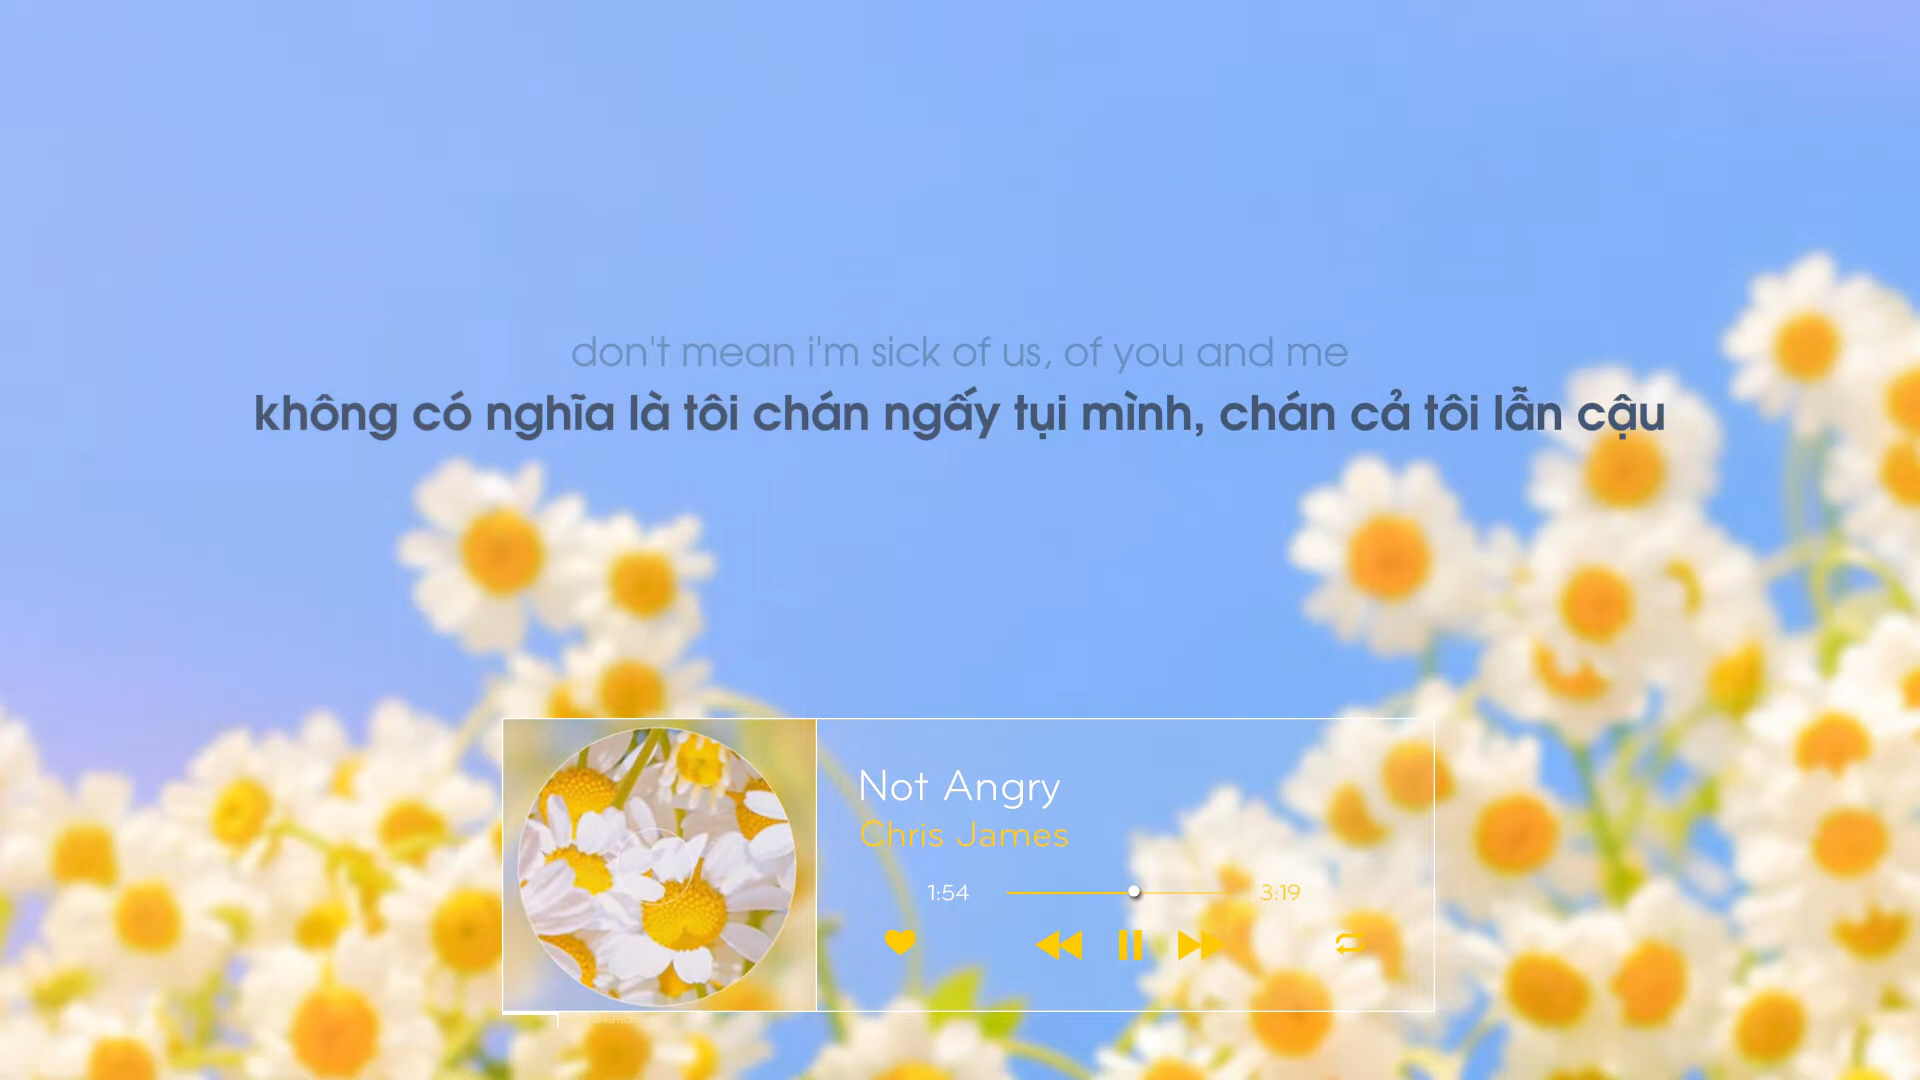 don't mean i'm sick of us, of you and me
không có nghĩa là tôi chán ngấy tụi mình, chán cả tôi lẫn cậu
Not Angry
Chris James
1:54
3:19